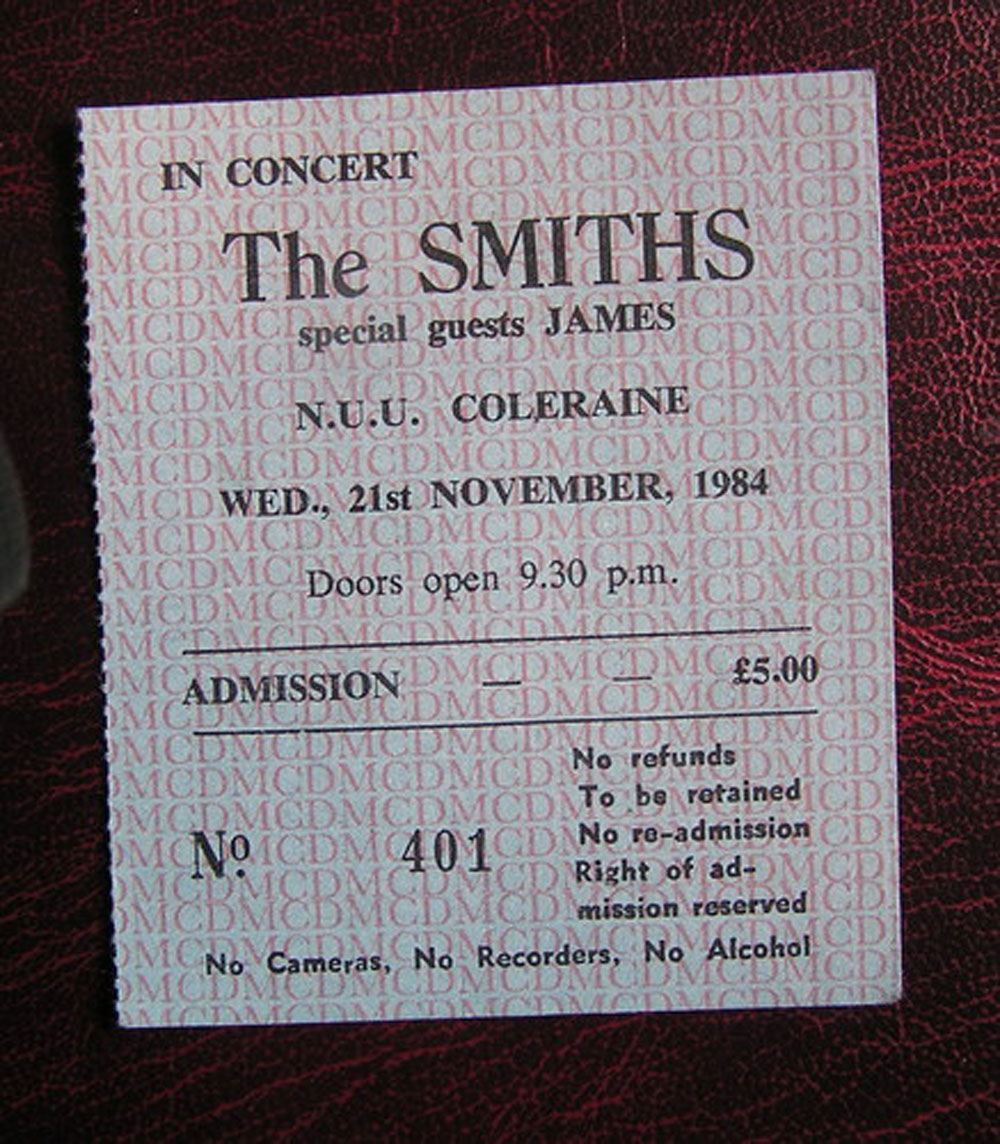 IN CONCERT
The SMITHS
special guests JAMES
N.U.U. COLERAINE
WED., 21st NOVEMBER, 1984
Doors open 9.30 p.m.
ADMISSION — — £5.00
No refunds
To be retained
No re-admission
Nº. 401
Right of ad-
mission reserved
No Cameras, No Recorders, No Alcohol